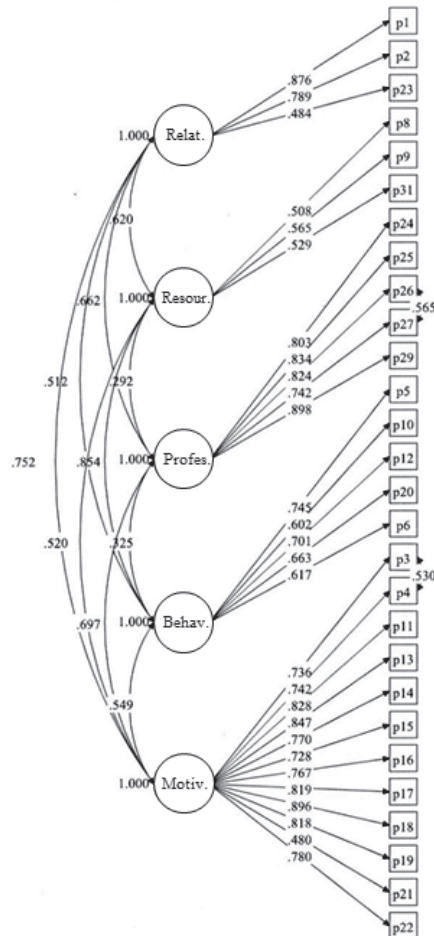 p1
p2
.876
.789
p23
.484
1.000
Relat.
p8
p9
.508
p31
.565
.529
p24
.620
p25
1.000
Resour.
p26
.662
.565
p27
.803
.834
p29
.824
.742
.292
p5
.898
.512
p10
.752
.854
1.000
Profes.
p12
p20
.745
.602
p6
.701
.520
.325
.663
p3
.617
.530
p4
.697
1.000
Behav.
p11
p13
.736
.742
p14
.549
.828
.847
p15
.770
p16
.728
1.000
Motiv.
.767
p17
.819
.896
p18
.818
p19
.480
.780
p21
p22